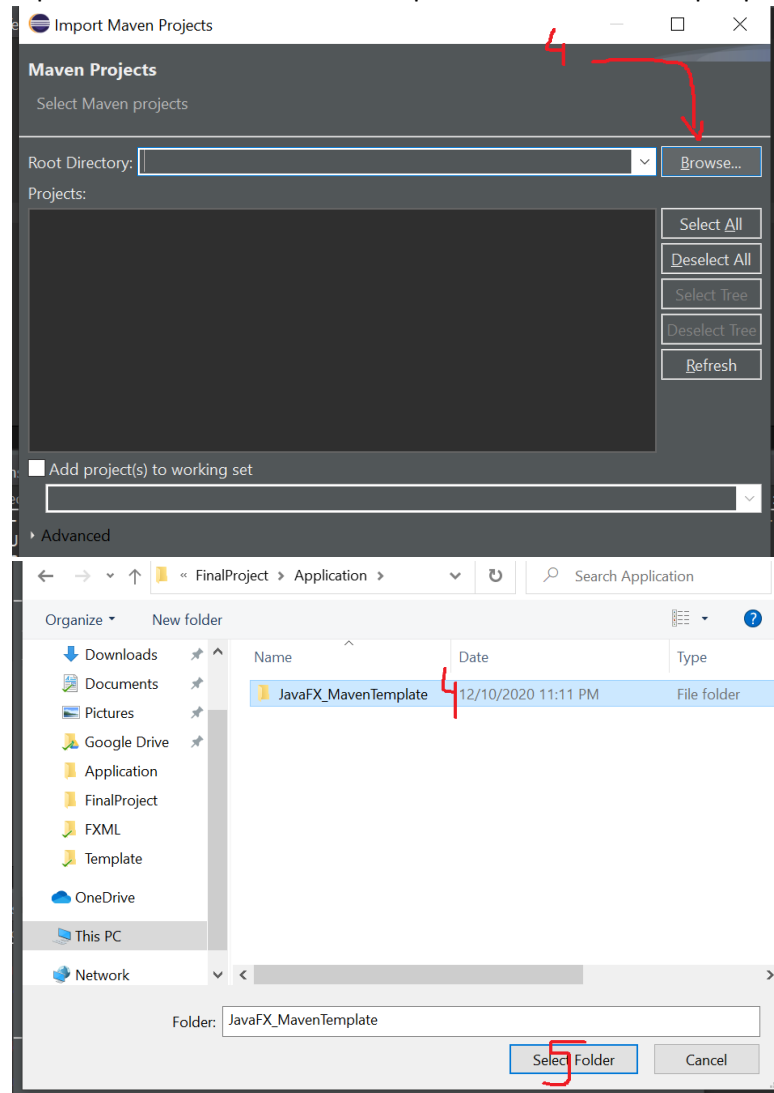 Import Maven Projects
4
Maven Projects
Select Maven projects
Root Directory:
Browse...
Projects:
Select All
Deselect All
Select Tree
Deselect Tree
Refresh
Add project(s) to working set
Advanced
« FinalProject > Application >
Search Application
Organize
New folder
?
Downloads
Documents
Pictures
Google Drive
Application
FinalProject
FXML
Template
OneDrive
This PC
Network
Name
Date
Type
JavaFX_MavenTemplate
4
12/10/2020 11:11 PM
File folder
Folder:
JavaFX_MavenTemplate
Select Folder
5
Cancel